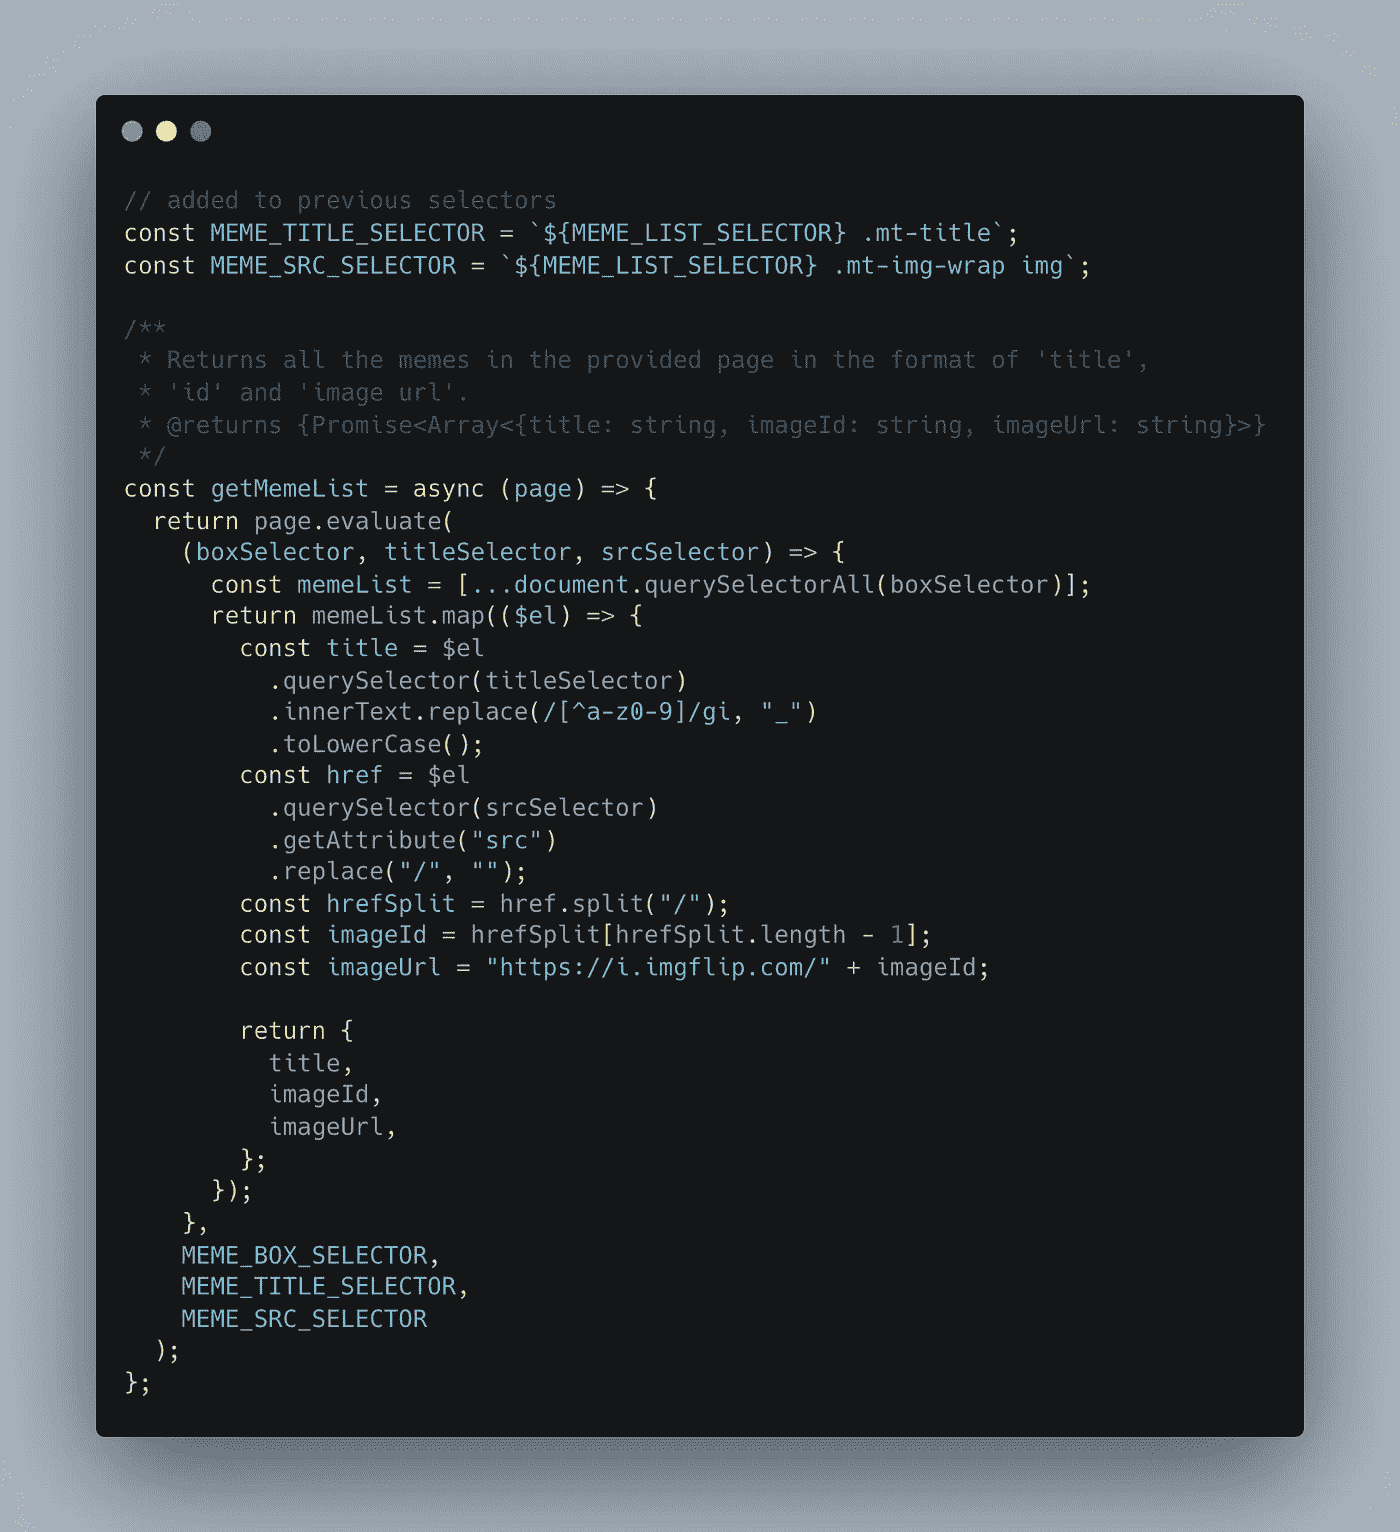 // added to previous selectors
const MEME_TITLE_SELECTOR = `${MEME_LIST_SELECTOR} .mt-title`;
const MEME_SRC_SELECTOR = `${MEME_LIST_SELECTOR} .mt-img-wrap img`;

/**
 * Returns all the memes in the provided page in the format of 'title',
 * 'id' and 'image url'.
 * @returns {Promise<Array<{title: string, imageId: string, imageUrl: string}>}
 */
const getMemeList = async (page) => {
  return page.evaluate(
    (boxSelector, titleSelector, srcSelector) => {
      const memeList = [...document.querySelectorAll(boxSelector)];
      return memeList.map(($el) => {
        const title = $el
          .querySelector(titleSelector)
          .innerText.replace(/[^a-z0-9]/gi, "_")
          .toLowerCase();
        const href = $el
          .querySelector(srcSelector)
          .getAttribute("src")
          .replace("/", "");
        const hrefSplit = href.split("/");
        const imageId = hrefSplit[hrefSplit.length - 1];
        const imageUrl = "https://i.imgflip.com/" + imageId;

        return {
          title,
          imageId,
          imageUrl,
        };
      });
    },
    MEME_BOX_SELECTOR,
    MEME_TITLE_SELECTOR,
    MEME_SRC_SELECTOR
  );
};